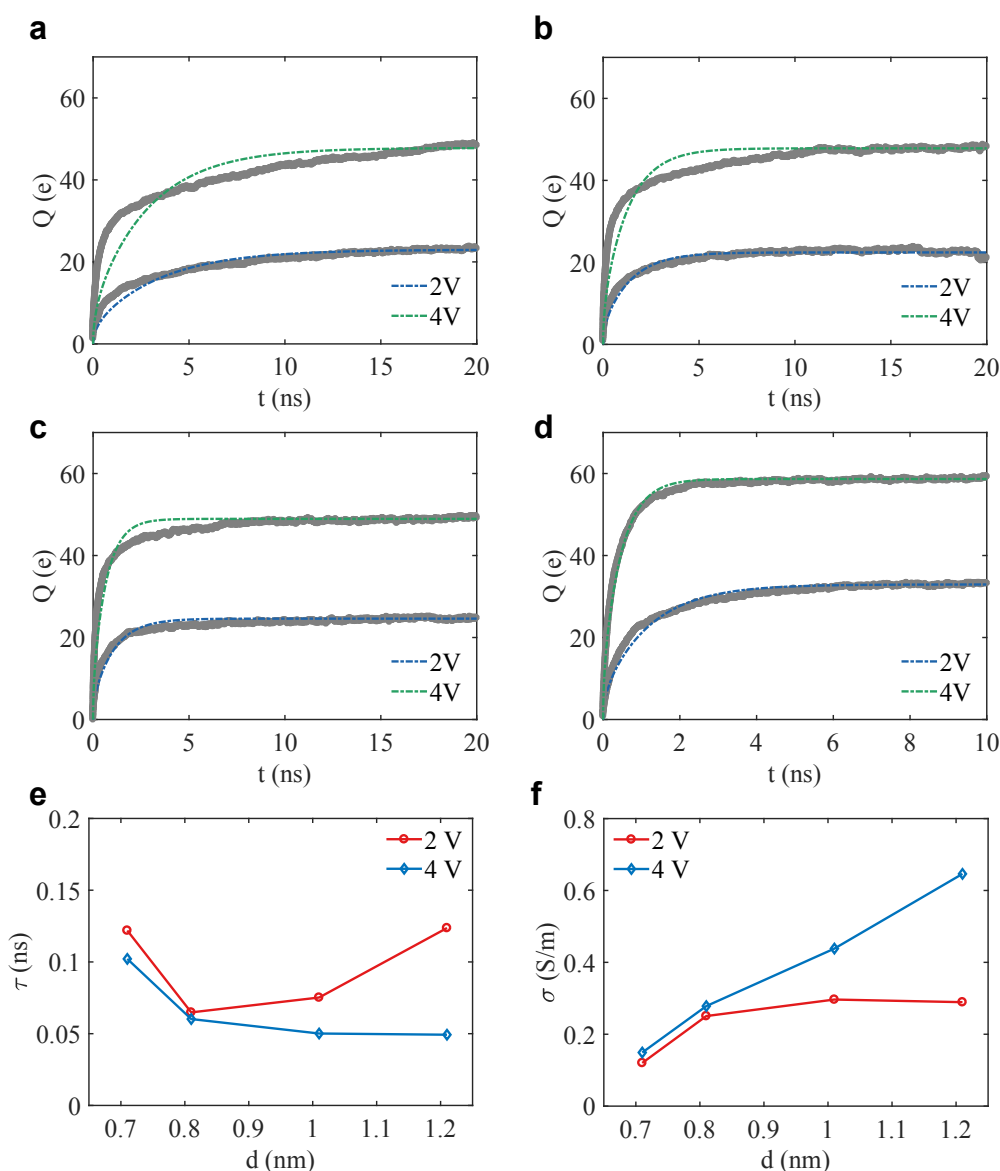 a
60
40
20
0
Q (e)
2V
4V
0 5 10 15 20
t (ns)
b
60
40
20
0
Q (e)
2V
4V
0 5 10 15 20
t (ns)
c
60
40
20
0
Q (e)
2V
4V
0 5 10 15 20
t (ns)
d
60
40
20
0
Q (e)
2V
4V
0 2 4 6 8 10
t (ns)
e
0.2
0.15
0.1
0.05
0
τ (ns)
2 V
4 V
0.7 0.8 0.9 1 1.1 1.2
d (nm)
f
0.8
0.6
0.4
0.2
0
σ (S/m)
2 V
4 V
0.7 0.8 0.9 1 1.1 1.2
d (nm)